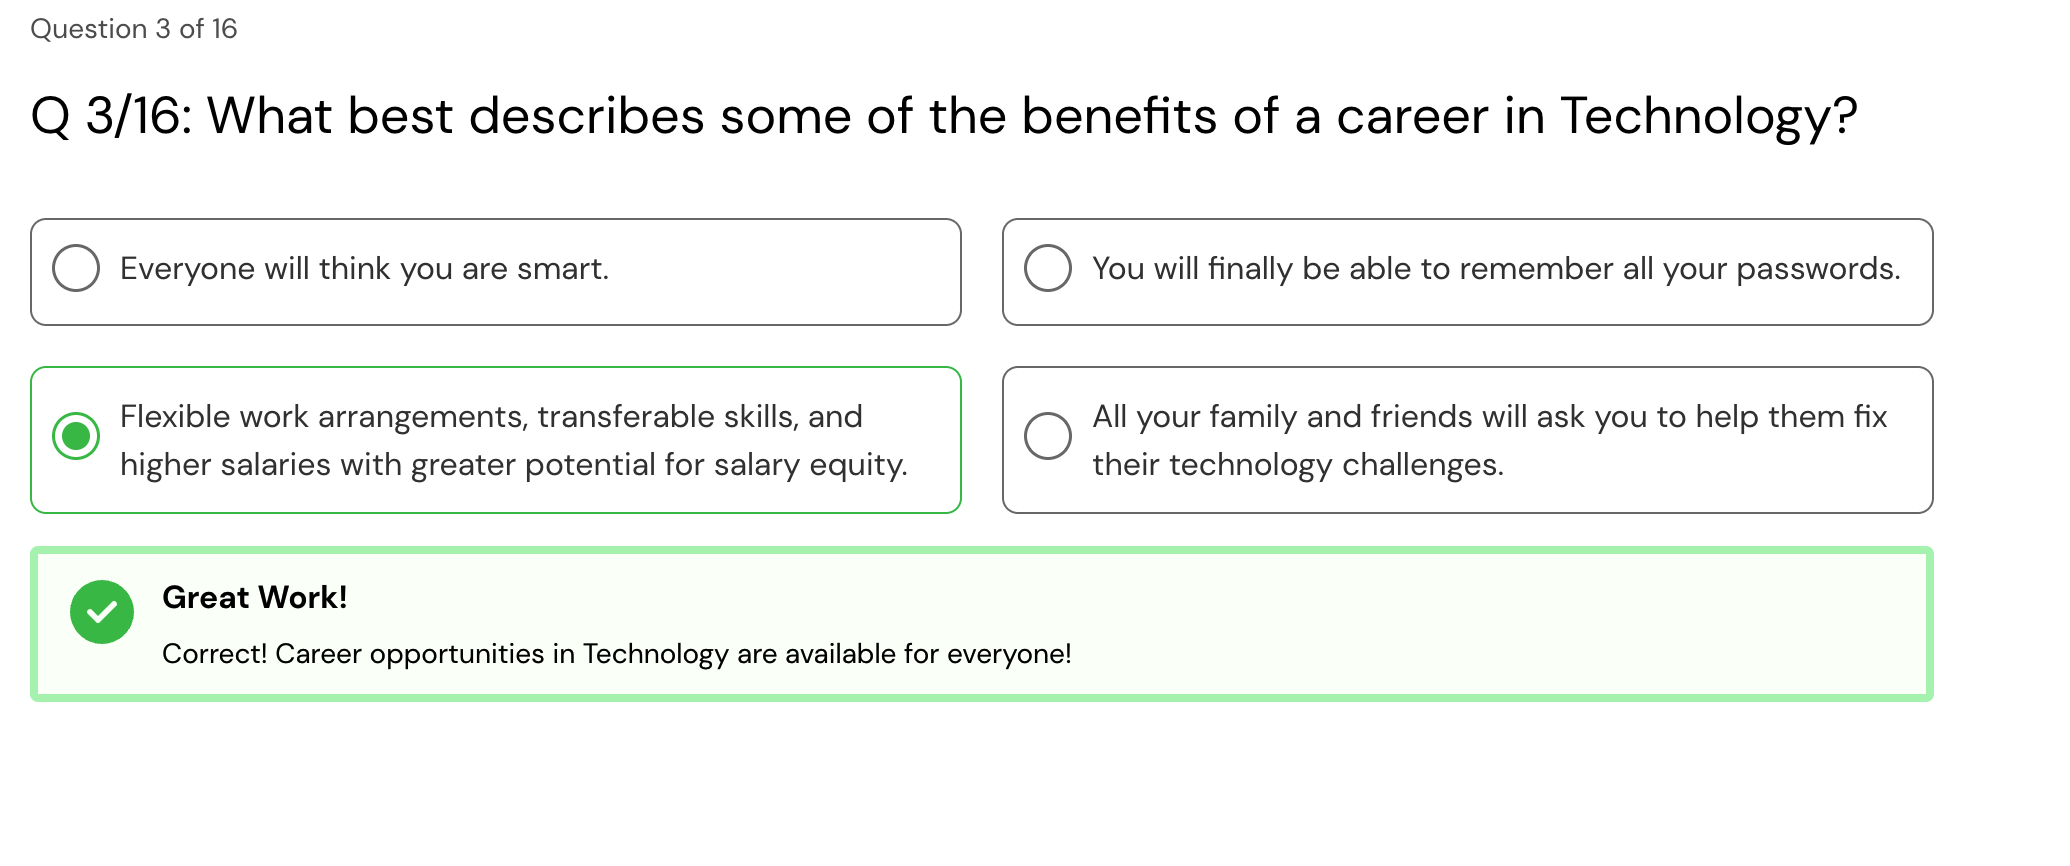 Question 3 of 16
Q 3/16: What best describes some of the benefits of a career in Technology?
Everyone will think you are smart.
You will finally be able to remember all your passwords.
Flexible work arrangements, transferable skills, and
higher salaries with greater potential for salary equity.
All your family and friends will ask you to help them fix
their technology challenges.
Great Work!
Correct! Career opportunities in Technology are available for everyone!